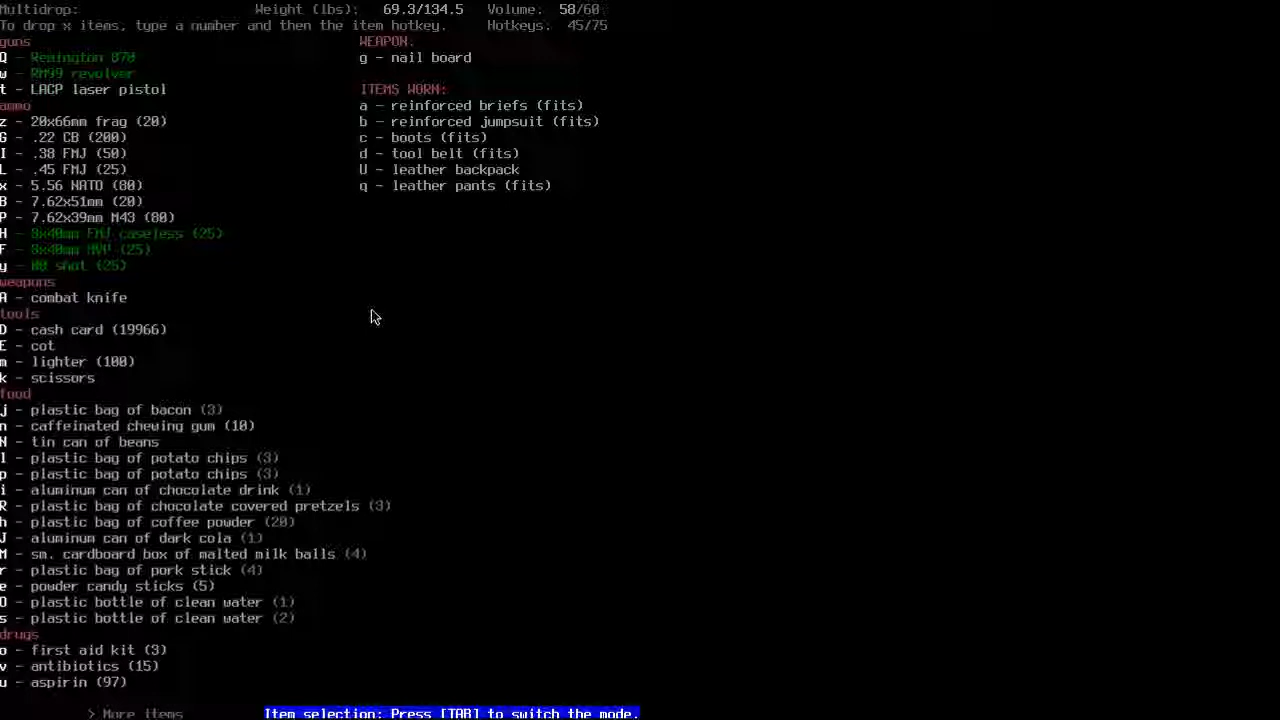 Multidrop: Weight (lbs): 69.3/134.5 Volume. 58/60
To drop x items, type a number and then the item hotkey. Hotkeys. 45/75
guns WEAPON:
Q - Remington 870 g - nail board
w - RM99 revolver
t - LACP laser pistol ITEMS WORN:
ammo a - reinforced briefs (fits)
z - 20x66mm frag (20) b - reinforced jumpsuit (fits)
G - .22 CB (200) c - boots (fits)
I - .38 FMJ (50) d - tool belt (fits)
L - .45 FMJ (25) U - leather backpack
x - 5.56 NATO (80) q - leather pants (fits)
B - 7.62x51mm (20)
P - 7.62x39mm M43 (80)
H - 8x40mm FMJ caseless (25)
F - 8x40mm HVP (25)
y - 00 shot (25)
weapons
A - combat knife
tools
D - cash card (19966)
E - cot
m - lighter (100)
k - scissors
food
j - plastic bag of bacon (3)
n - caffeinated chewing gum (10)
N - tin can of beans
l - plastic bag of potato chips (3)
p - plastic bag of potato chips (3)
i - aluminum can of chocolate drink (1)
R - plastic bag of chocolate covered pretzels (3)
h - plastic bag of coffee powder (20)
J - aluminum can of dark cola (1)
M - sm. cardboard box of malted milk balls (4)
r - plastic bag of pork stick (4)
e - powder candy sticks (5)
O - plastic bottle of clean water (1)
s - plastic bottle of clean water (2)
drugs
o - first aid kit (3)
v - antibiotics (15)
u - aspirin (97)
> More items Item selection: Press [TAB] to switch the mode.